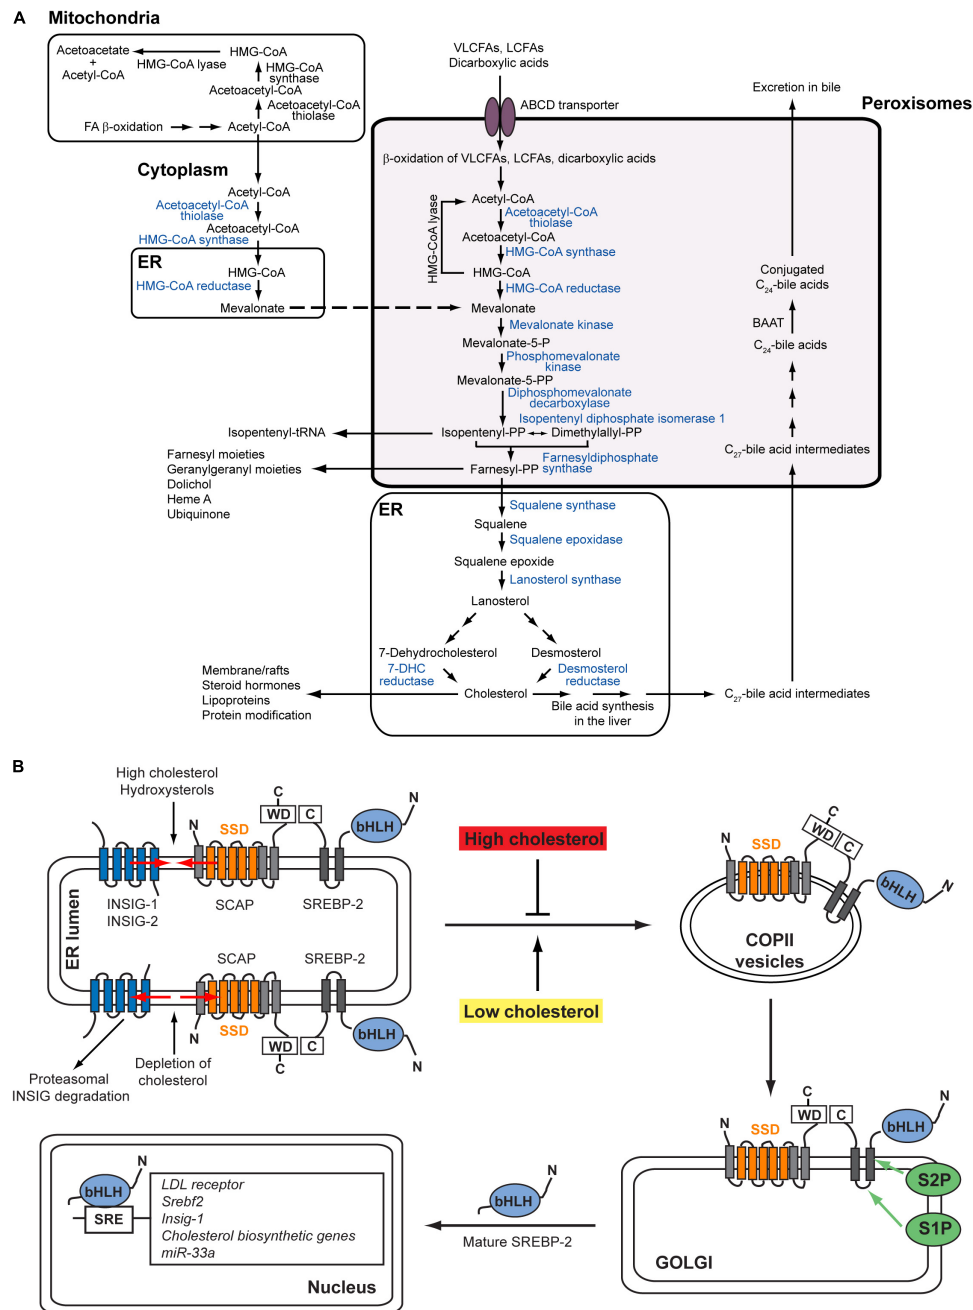 A
Mitochondria
Acetoacetate
+
Acetyl-CoA
HMG-CoA
HMG-CoA lyase
HMG-CoA
synthase
Acetoacetyl-CoA
Acetoacetyl-CoA
thiolase
FA β-oxidation
Acetyl-CoA
Cytoplasm
Acetyl-CoA
Acetoacetyl-CoA
thiolase
Acetoacetyl-CoA
HMG-CoA synthase
ER
HMG-CoA
HMG-CoA reductase
Mevalonate
VLCFAs, LCFAs
Dicarboxylic acids
ABCD transporter
Peroxisomes
β-oxidation of VLCFAs, LCFAs, dicarboxylic acids
Acetyl-CoA
HMG-CoA lyase
Acetoacetyl-CoA
thiolase
Acetoacetyl-CoA
HMG-CoA synthase
HMG-CoA
HMG-CoA reductase
Mevalonate
Mevalonate kinase
Mevalonate-5-P
Phosphomevalonate
kinase
Mevalonate-5-PP
Diphosphomevalonate
decarboxylase
Isopentenyl diphosphate isomerase 1
Isopentenyl-PP
Dimethylallyl-PP
Farnesyldiphosphate
synthase
Farnesyl-PP
Isopentenyl-tRNA
Farnesyl moieties
Geranylgeranyl moieties
Dolichol
Heme A
Ubiquinone
Excretion in bile
Conjugated
C24-bile acids
BAAT
C24-bile acids
C27-bile acid intermediates
ER
Squalene synthase
Squalene
Squalene epoxidase
Squalene epoxide
Lanosterol synthase
Lanosterol
7-Dehydrocholesterol
Desmosterol
7-DHC
reductase
Desmosterol
reductase
Cholesterol
Bile acid synthesis
in the liver
C27-bile acid intermediates
Membrane/rafts
Steroid hormones
Lipoproteins
Protein modification
B
High cholesterol
Hydroxysterols
N
SSD
C
WD
C
bHLH
N
INSIG-1
INSIG-2
SCAP
SREBP-2
ER lumen
SCAP
SREBP-2
N
SSD
WD
C
C
bHLH
N
Proteasomal
INSIG degradation
Depletion of
cholesterol
High cholesterol
Low cholesterol
N
SSD
C
WD
C
bHLH
N
COPII
vesicles
N
SSD
C
WD
C
bHLH
N
S2P
S1P
GOLGI
bHLH
N
Mature SREBP-2
bHLH
N
SRE
LDL receptor
Srebf2
Insig-1
Cholesterol biosynthetic genes
miR-33a
Nucleus